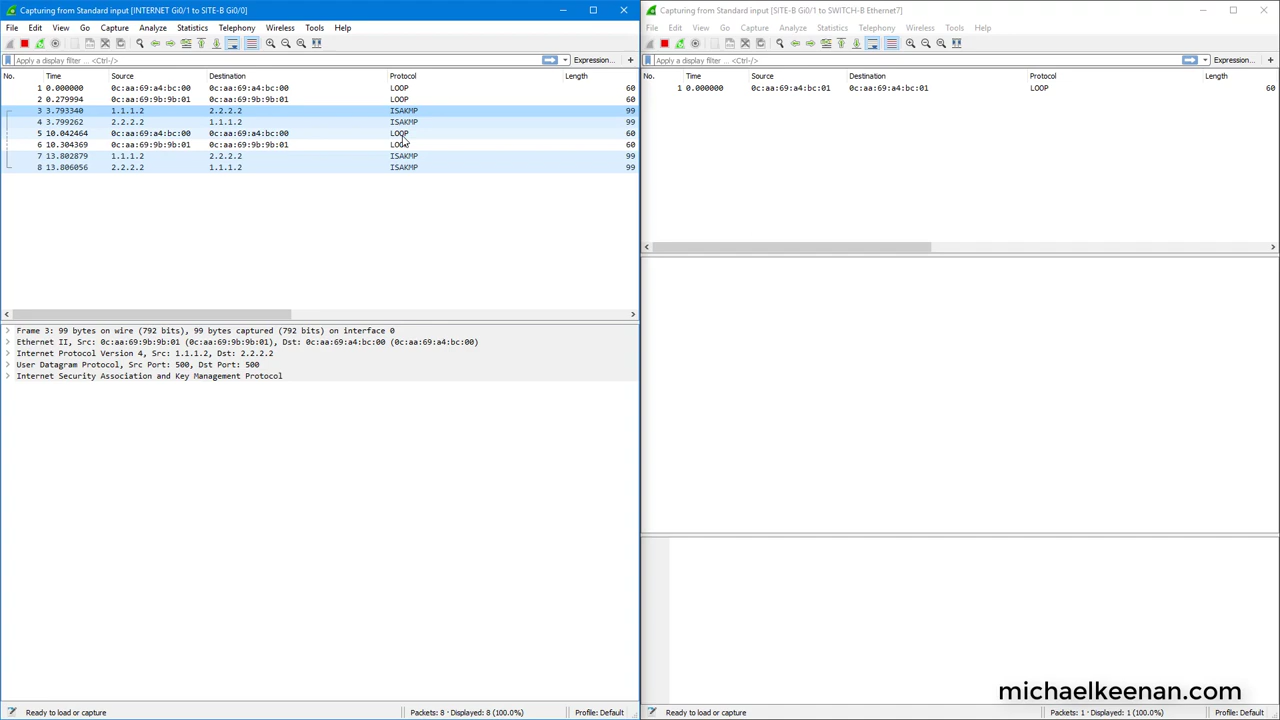 Capturing from Standard input [INTERNET Gi0/1 to SITE-B Gi0/0]
File Edit View Go Capture Analyze Statistics Telephony Wireless Tools Help
Apply a display filter ... <Ctrl-/>
Expression... +
No. Time Source Destination Protocol Length
1 0.000000 0c:aa:69:a4:bc:00 0c:aa:69:a4:bc:00 LOOP 60
2 0.279994 0c:aa:69:9b:9b:01 0c:aa:69:9b:9b:01 LOOP 60
3 3.793340 1.1.1.2 2.2.2.2 ISAKMP 99
4 3.799262 2.2.2.2 1.1.1.2 ISAKMP 99
5 10.042464 0c:aa:69:a4:bc:00 0c:aa:69:a4:bc:00 LOOP 60
6 10.304369 0c:aa:69:9b:9b:01 0c:aa:69:9b:9b:01 LOOP 60
7 13.802879 1.1.1.2 2.2.2.2 ISAKMP 99
8 13.806056 2.2.2.2 1.1.1.2 ISAKMP 99
Frame 3: 99 bytes on wire (792 bits), 99 bytes captured (792 bits) on interface 0
Ethernet II, Src: 0c:aa:69:9b:9b:01 (0c:aa:69:9b:9b:01), Dst: 0c:aa:69:a4:bc:00 (0c:aa:69:a4:bc:00)
Internet Protocol Version 4, Src: 1.1.1.2, Dst: 2.2.2.2
User Datagram Protocol, Src Port: 500, Dst Port: 500
Internet Security Association and Key Management Protocol
Ready to load or capture
Packets: 8 · Displayed: 8 (100.0%)
Profile: Default
Capturing from Standard input [SITE-B Gi0/1 to SWITCH-B Ethernet7]
File Edit View Go Capture Analyze Statistics Telephony Wireless Tools Help
Apply a display filter ... <Ctrl-/>
Expression... +
No. Time Source Destination Protocol Length
1 0.000000 0c:aa:69:a4:bc:01 0c:aa:69:a4:bc:01 LOOP 60
michaelkeenan.com
Ready to load or capture
Packets: 1 · Displayed: 1 (100.0%)
Profile: Default